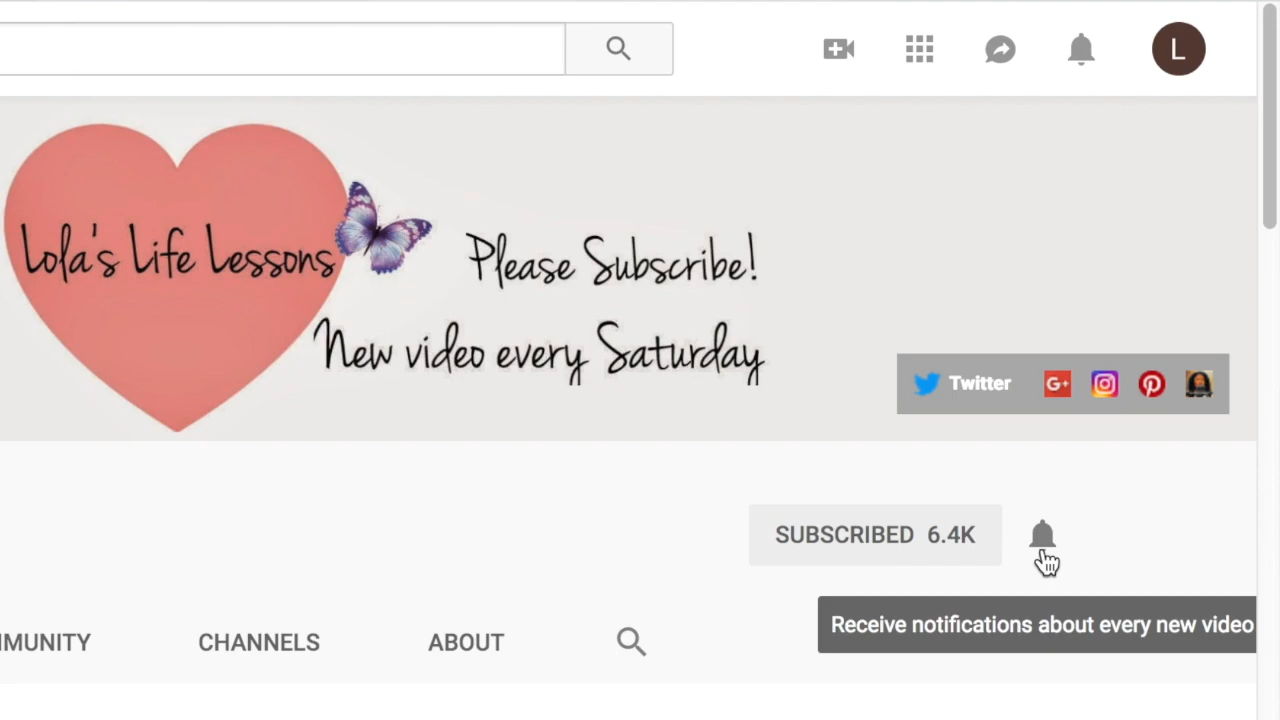 L
Lola's Life Lessons
Please Subscribe!
New video every Saturday
Twitter
G+
SUBSCRIBED 6.4K
Receive notifications about every new video
MUNITY CHANNELS ABOUT